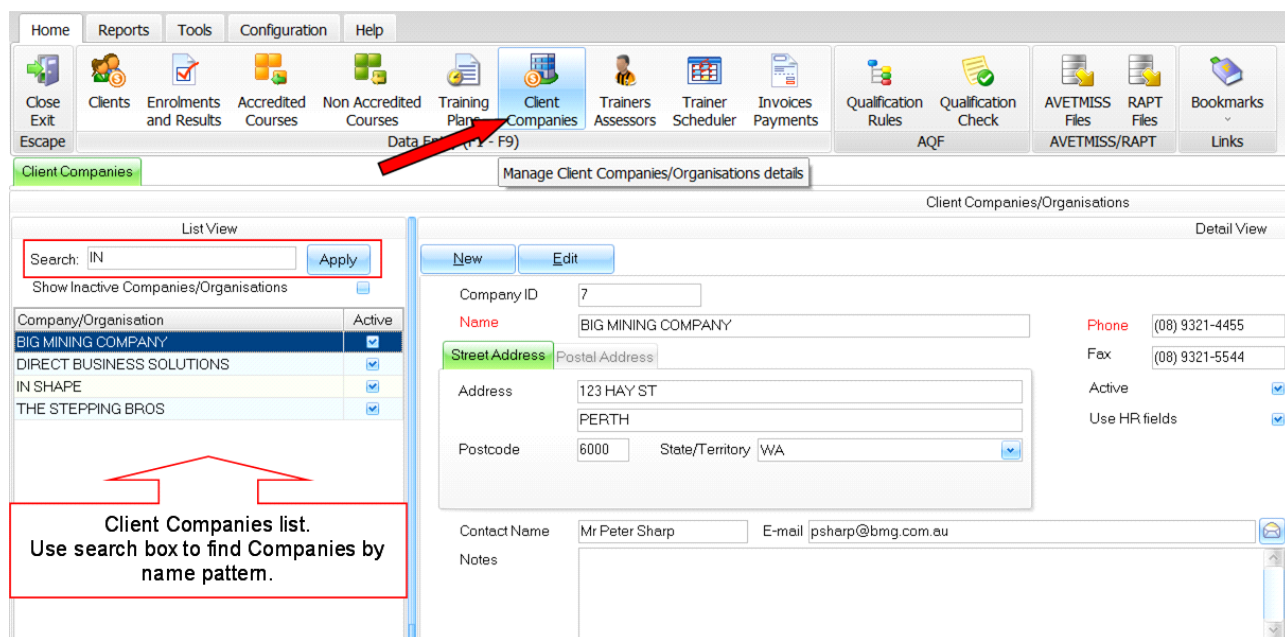 Home Reports Tools Configuration Help
Close Exit
Clients
Enrolments and Results
Accredited Courses
Non Accredited Courses
Training Plans
Client Companies
Trainers Assessors
Trainer Scheduler
Invoices Payments
Qualification Rules
Qualification Check
AVETMISS Files
RAPT Files
Bookmarks
Escape Data Entry (F1 - F9) AQF AVETMISS/RAPT Links
Client Companies
Manage Client Companies/Organisations details
Client Companies/Organisations
List View
Detail View
Search: IN Apply
Show Inactive Companies/Organisations
Company/Organisation Active
BIG MINING COMPANY
DIRECT BUSINESS SOLUTIONS
IN SHAPE
THE STEPPING BROS
Client Companies list.
Use search box to find Companies by
name pattern.
New Edit
Company ID 7
Name BIG MINING COMPANY
Phone (08) 9321-4455
Street Address Postal Address
Fax (08) 9321-5544
Address 123 HAY ST
Active
PERTH
Use HR fields
Postcode 6000 State/Territory WA
Contact Name Mr Peter Sharp E-mail psharp@bmg.com.au
Notes